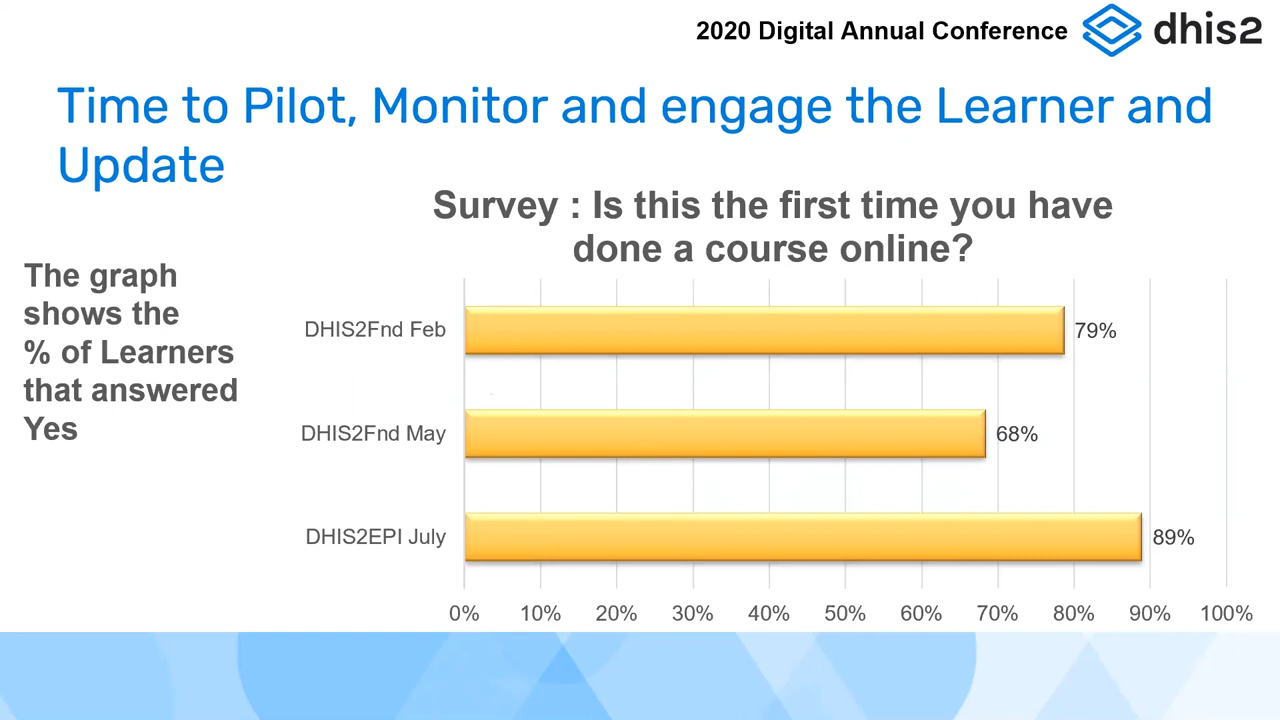 2020 Digital Annual Conference
dhis2
Time to Pilot, Monitor and engage the Learner and
Update
Survey : Is this the first time you have
done a course online?
The graph
shows the
% of Learners
that answered
Yes
DHIS2Fnd Feb
79%
DHIS2Fnd May
68%
DHIS2EPI July
89%
0% 10% 20% 30% 40% 50% 60% 70% 80% 90% 100%